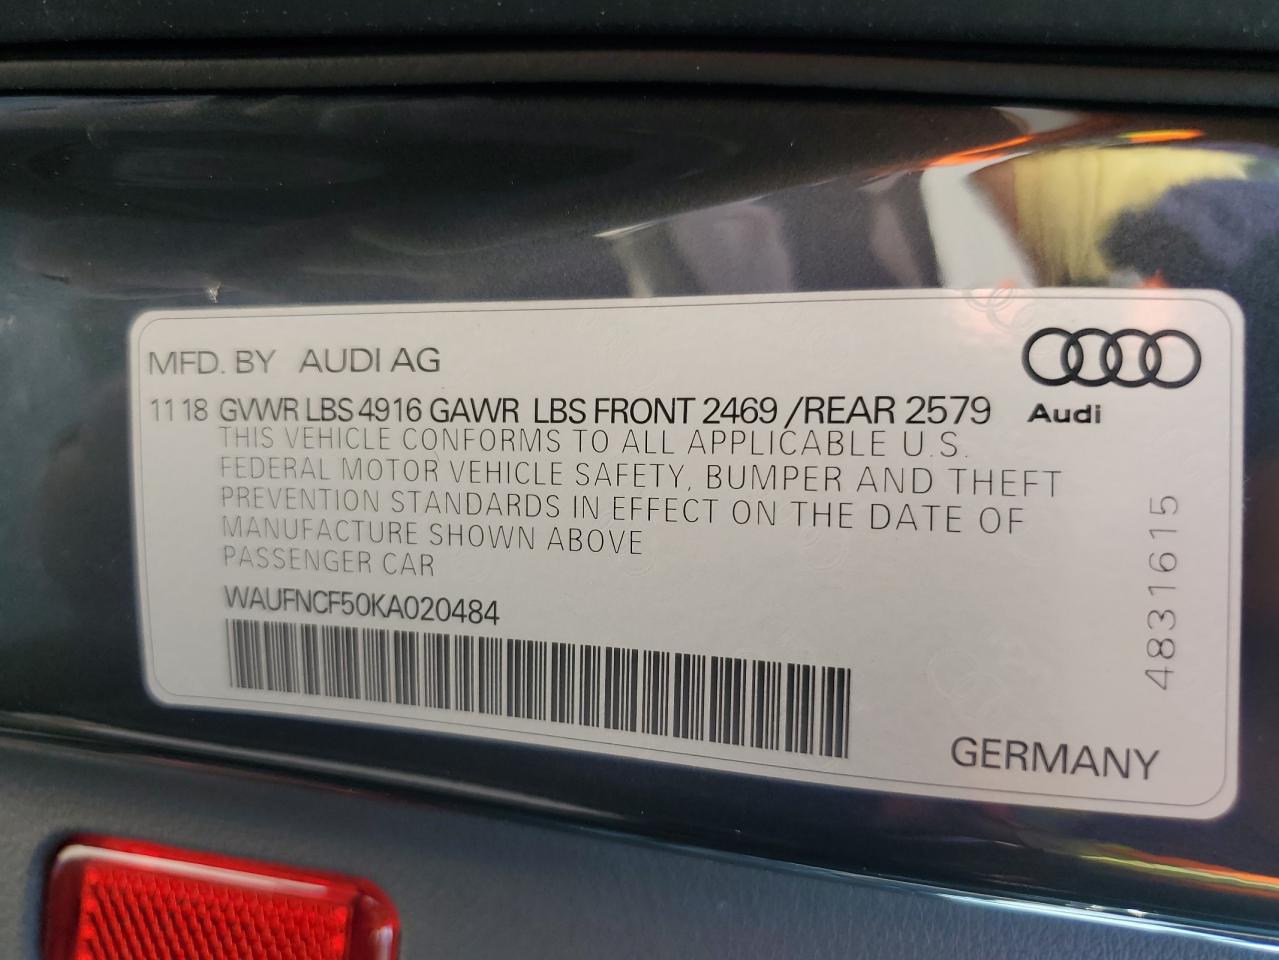 MFD. BY AUDI AG
11 18 GVWR LBS 4916 GAWR LBS FRONT 2469 /REAR 2579
THIS VEHICLE CONFORMS TO ALL APPLICABLE U.S.
FEDERAL MOTOR VEHICLE SAFETY, BUMPER AND THEFT
PREVENTION STANDARDS IN EFFECT ON THE DATE OF
MANUFACTURE SHOWN ABOVE
PASSENGER CAR
WAUFNCF50KA020484
Audi
4831615
GERMANY